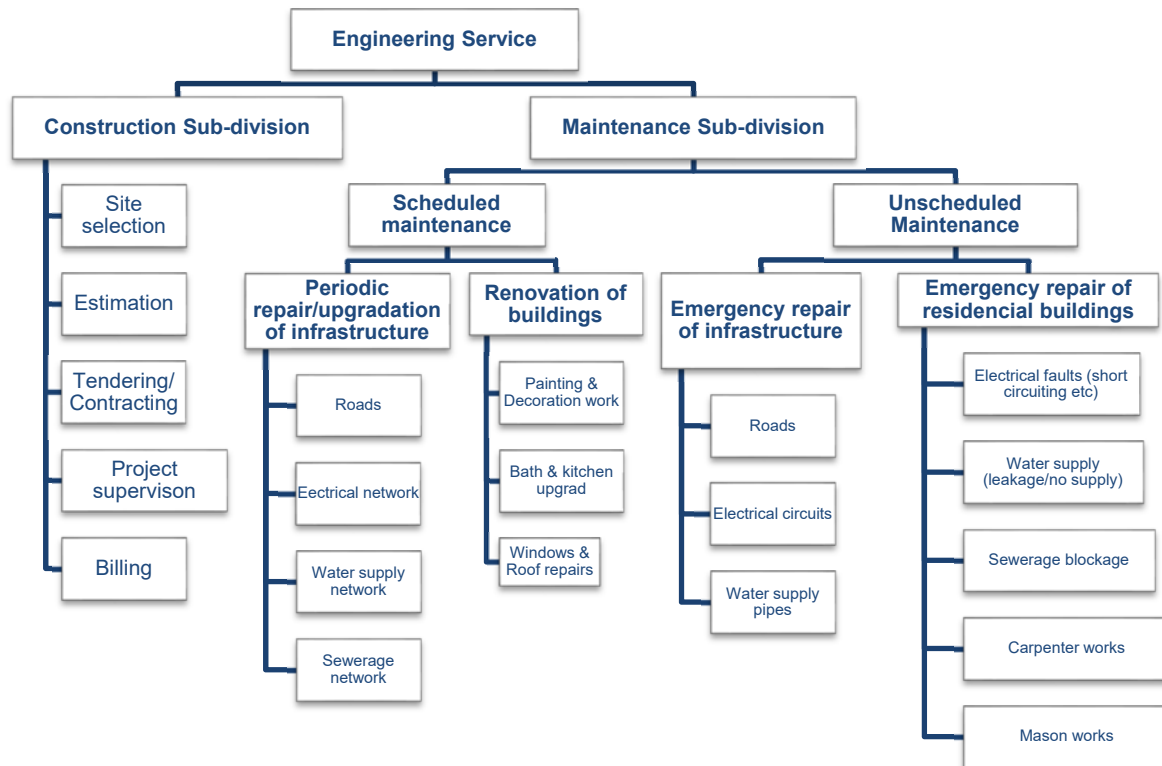 Engineering Service
Construction Sub-division
Maintenance Sub-division
Site
selection
Estimation
Tendering/
Contracting
Project
supervison
Billing
Scheduled
maintenance
Unscheduled
Maintenance
Periodic
repair/upgradation
of infrastructure
Roads
Eectrical network
Water supply
network
Sewerage
network
Renovation of
buildings
Painting &
Decoration work
Bath & kitchen
upgrad
Windows &
Roof repairs
Emergency repair
of infrastructure
Roads
Electrical circuits
Water supply
pipes
Emergency repair of
residencial buildings
Electrical faults (short
circuiting etc)
Water supply
(leakage/no supply)
Sewerage blockage
Carpenter works
Mason works